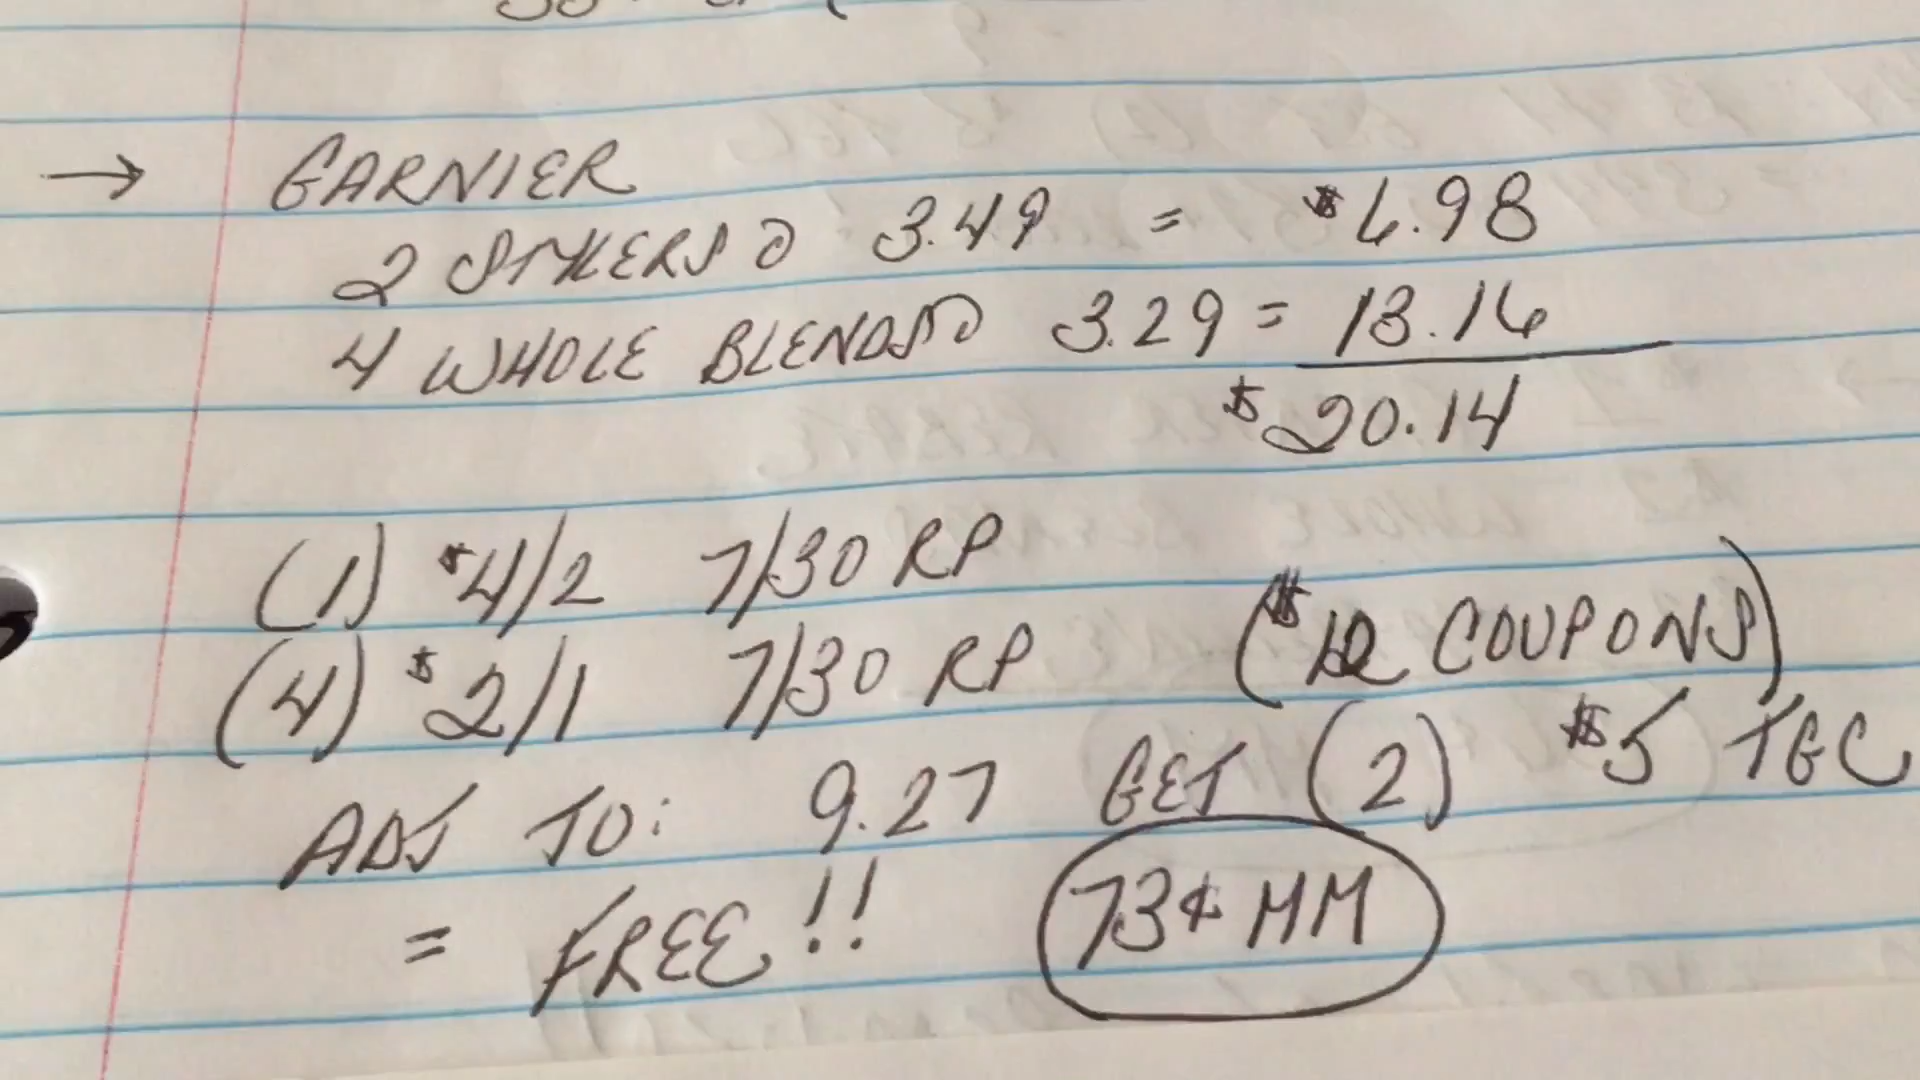 → GARNIER
2 STYLERS @ 3.49 = $6.98
4 WHOLE BLENDS @ 3.29 = 13.16
$20.14
(1) $4/2 7/30 RP
(4) $2/1 7/30 RP ($12 COUPONS)
ADJ TO: 9.27 GET (2) $5 TGC
= FREE!! 73¢ MM